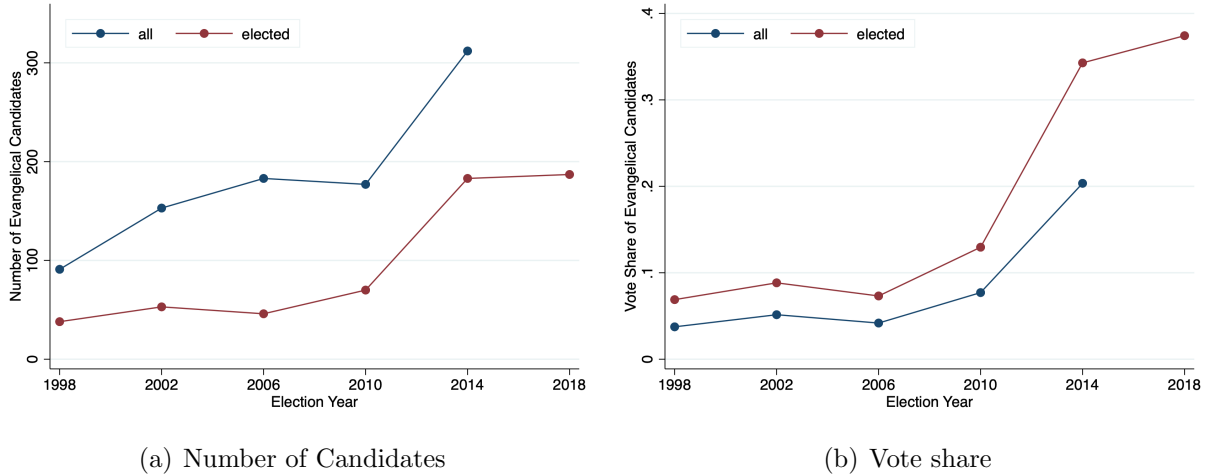 all elected
Number of Evangelical Candidates
300
200
100
0
1998 2002 2006 2010 2014 2018
Election Year
(a) Number of Candidates
all elected
Vote Share of Evangelical Candidates
.4
.3
.2
.1
0
1998 2002 2006 2010 2014 2018
Election Year
(b) Vote share